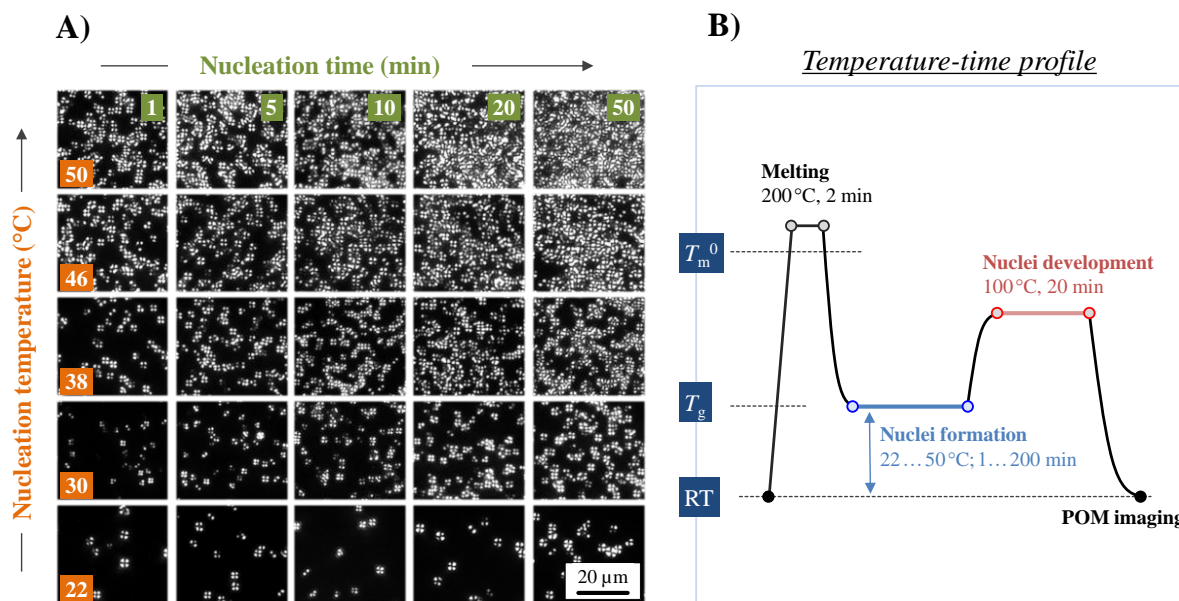 A)
Nucleation time (min)
1
5
10
20
50
50
46
38
30
22
Nucleation temperature (°C)
20 µm
B)
Temperature-time profile
Melting
200 °C, 2 min
Tm0
Nuclei development
100 °C, 20 min
Tg
Nuclei formation
22 … 50 °C; 1… 200 min
RT
POM imaging